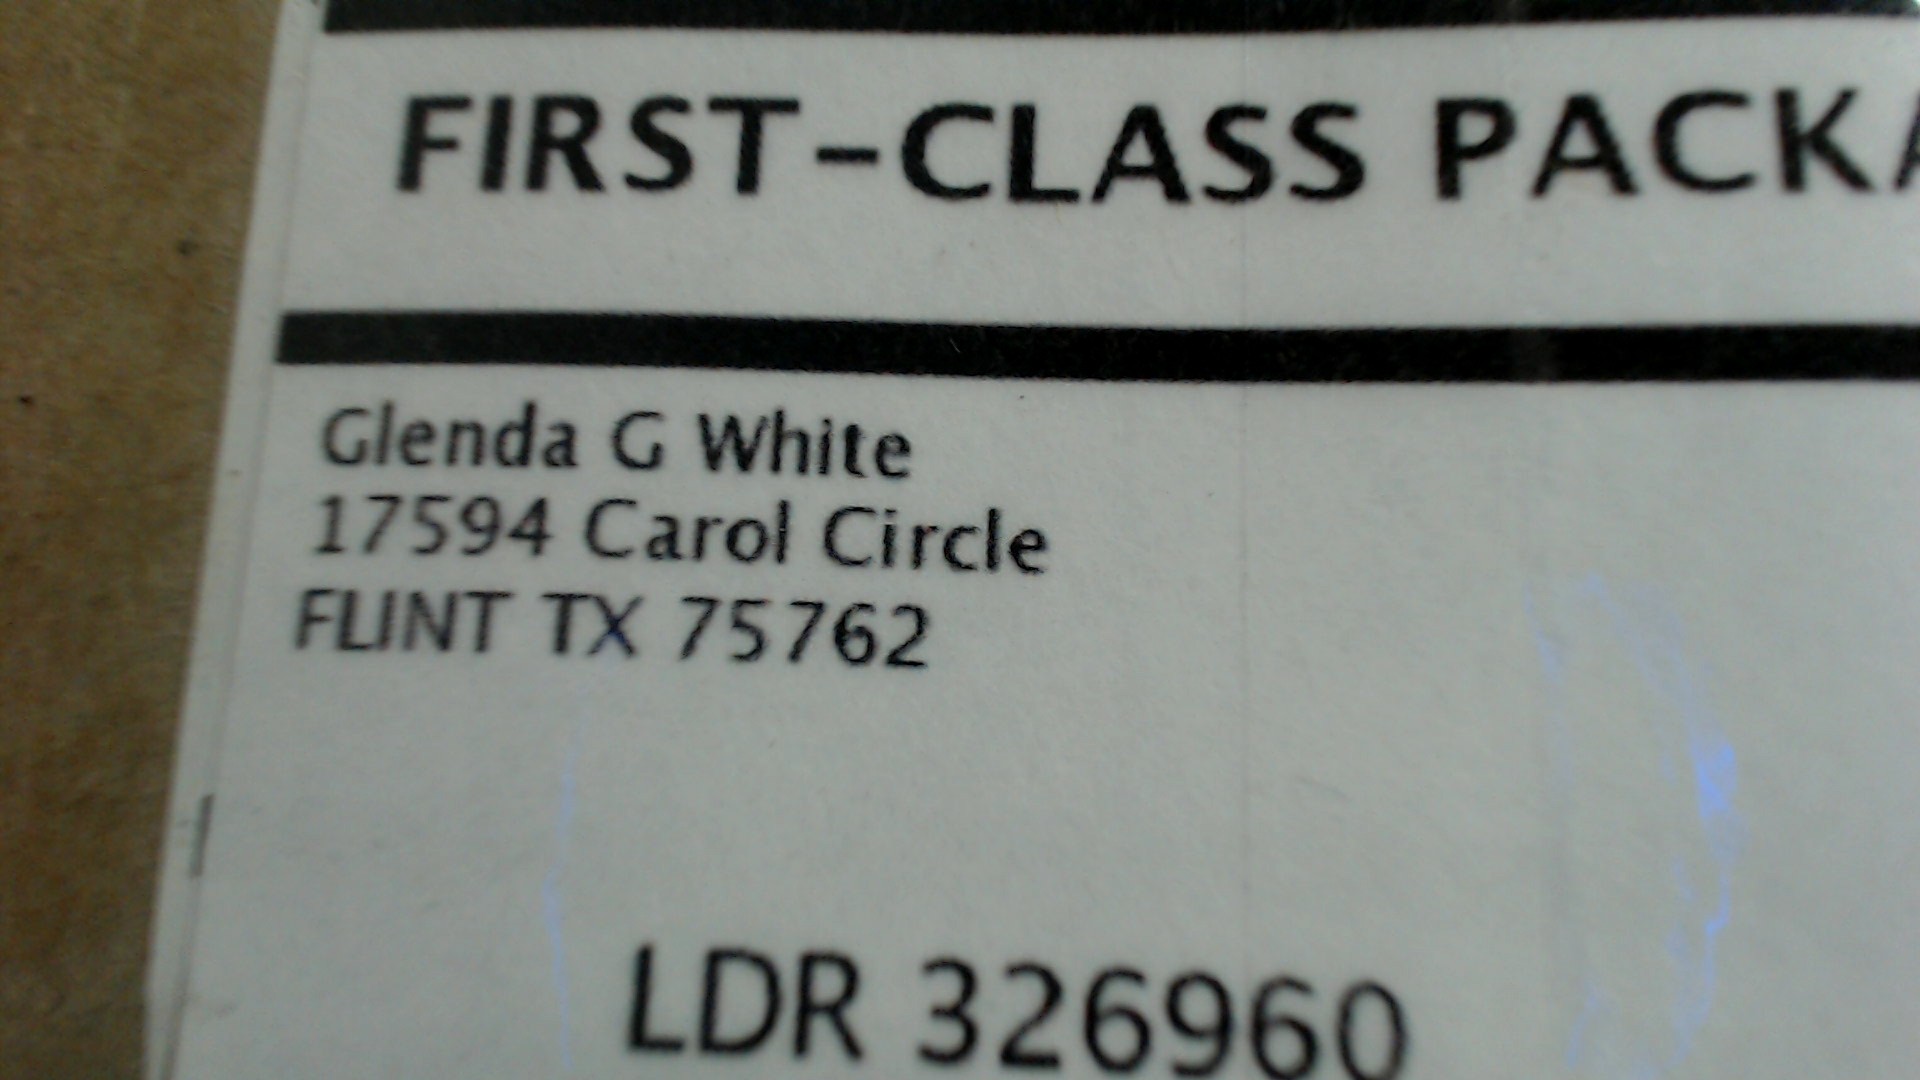 FIRST-CLASS PACKA
Glenda G White
17594 Carol Circle
FLINT TX 75762
LDR 326960